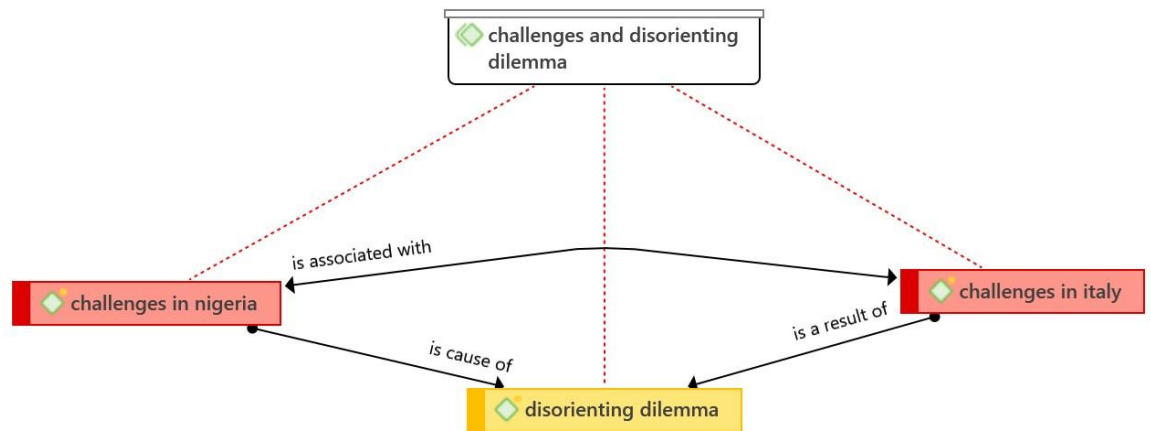 challenges and disorienting
dilemma
is associated with
challenges in nigeria
challenges in italy
is a result of
is cause of
disorienting dilemma